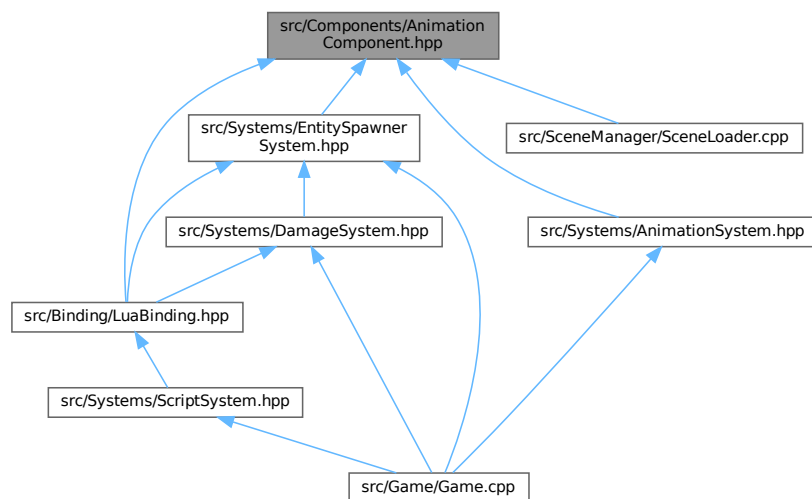 src/Components/Animation
Component.hpp
src/Systems/EntitySpawner
System.hpp
src/SceneManager/SceneLoader.cpp
src/Systems/DamageSystem.hpp
src/Systems/AnimationSystem.hpp
src/Binding/LuaBinding.hpp
src/Systems/ScriptSystem.hpp
src/Game/Game.cpp